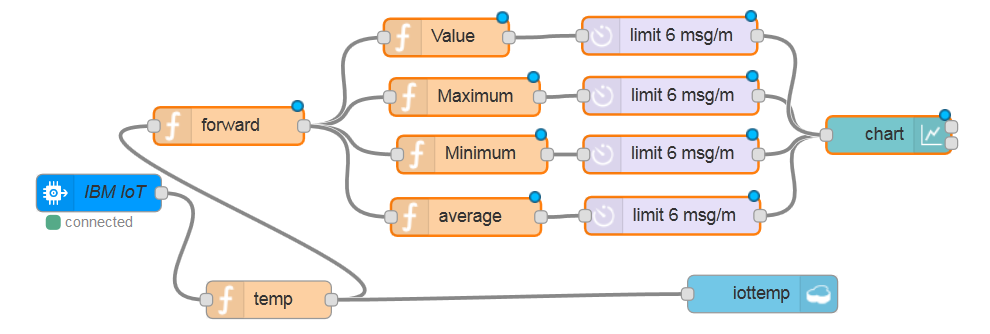 Value
limit 6 msg/m
Maximum
limit 6 msg/m
forward
chart
Minimum
limit 6 msg/m
IBM IoT
connected
average
limit 6 msg/m
temp
iottemp